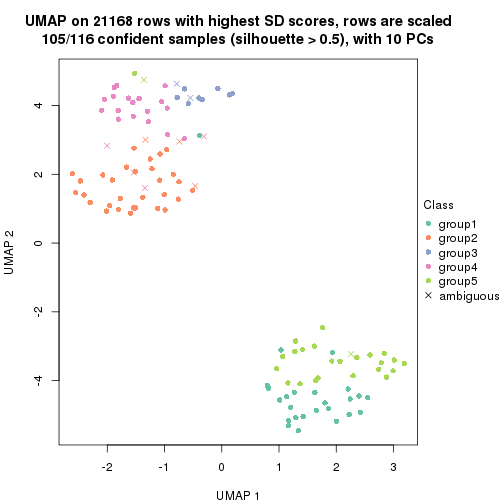 UMAP on 21168 rows with highest SD scores, rows are scaled
105/116 confident samples (silhouette > 0.5), with 10 PCs
4
2
0
-2
-4
UMAP 2
-2
-1
0
1
2
3
UMAP 1
Class
group1
group2
group3
group4
group5
ambiguous